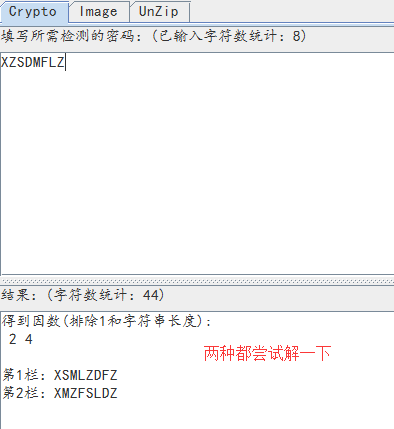 Crypto Image UnZip
填写所需检测的密码：(已输入字符数统计：8)
XZSDMFLZ
结果：(字符数统计：44)
得到因数(排除1和字符串长度)：
2 4
两种都尝试解一下
第1栏：XSMLZDFZ
第2栏：XMZFSLDZ